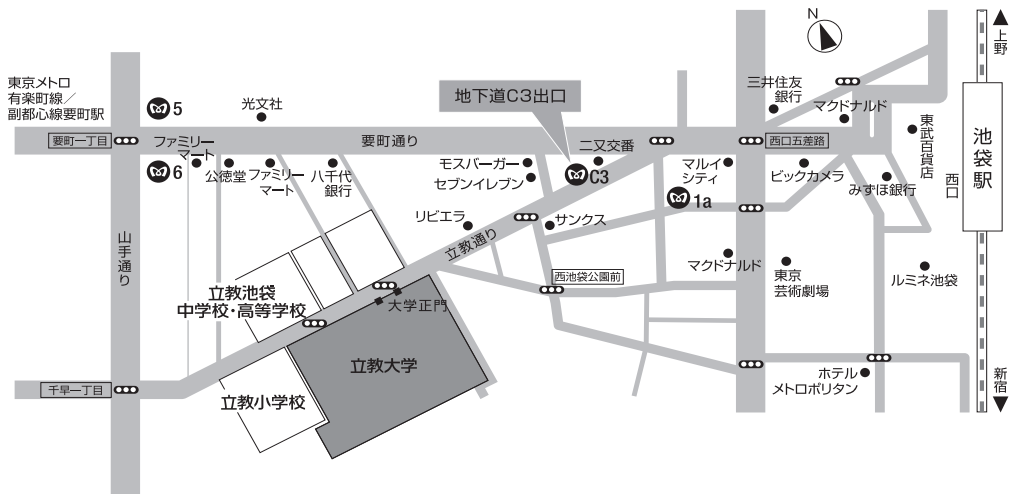 N
上野
東京メトロ
有楽町線／
副都心線要町駅
5
光文社
地下道C3出口
三井住友
銀行
マクドナルド
東武百貨店
池袋駅
西口
要町一丁目
ファミリー
マート
要町通り
二又交番
西口五差路
6
公徳堂
ファミリー
マート
八千代
銀行
モスバーガー
セブンイレブン
C3
マルイ
シティ
ビックカメラ
みずほ銀行
1a
リビエラ
サンクス
立教通り
山手通り
西池袋公園前
マクドナルド
東京
芸術劇場
ルミネ池袋
立教池袋
中学校・高等学校
大学正門
立教大学
立教小学校
千早一丁目
ホテル
メトロポリタン
新宿